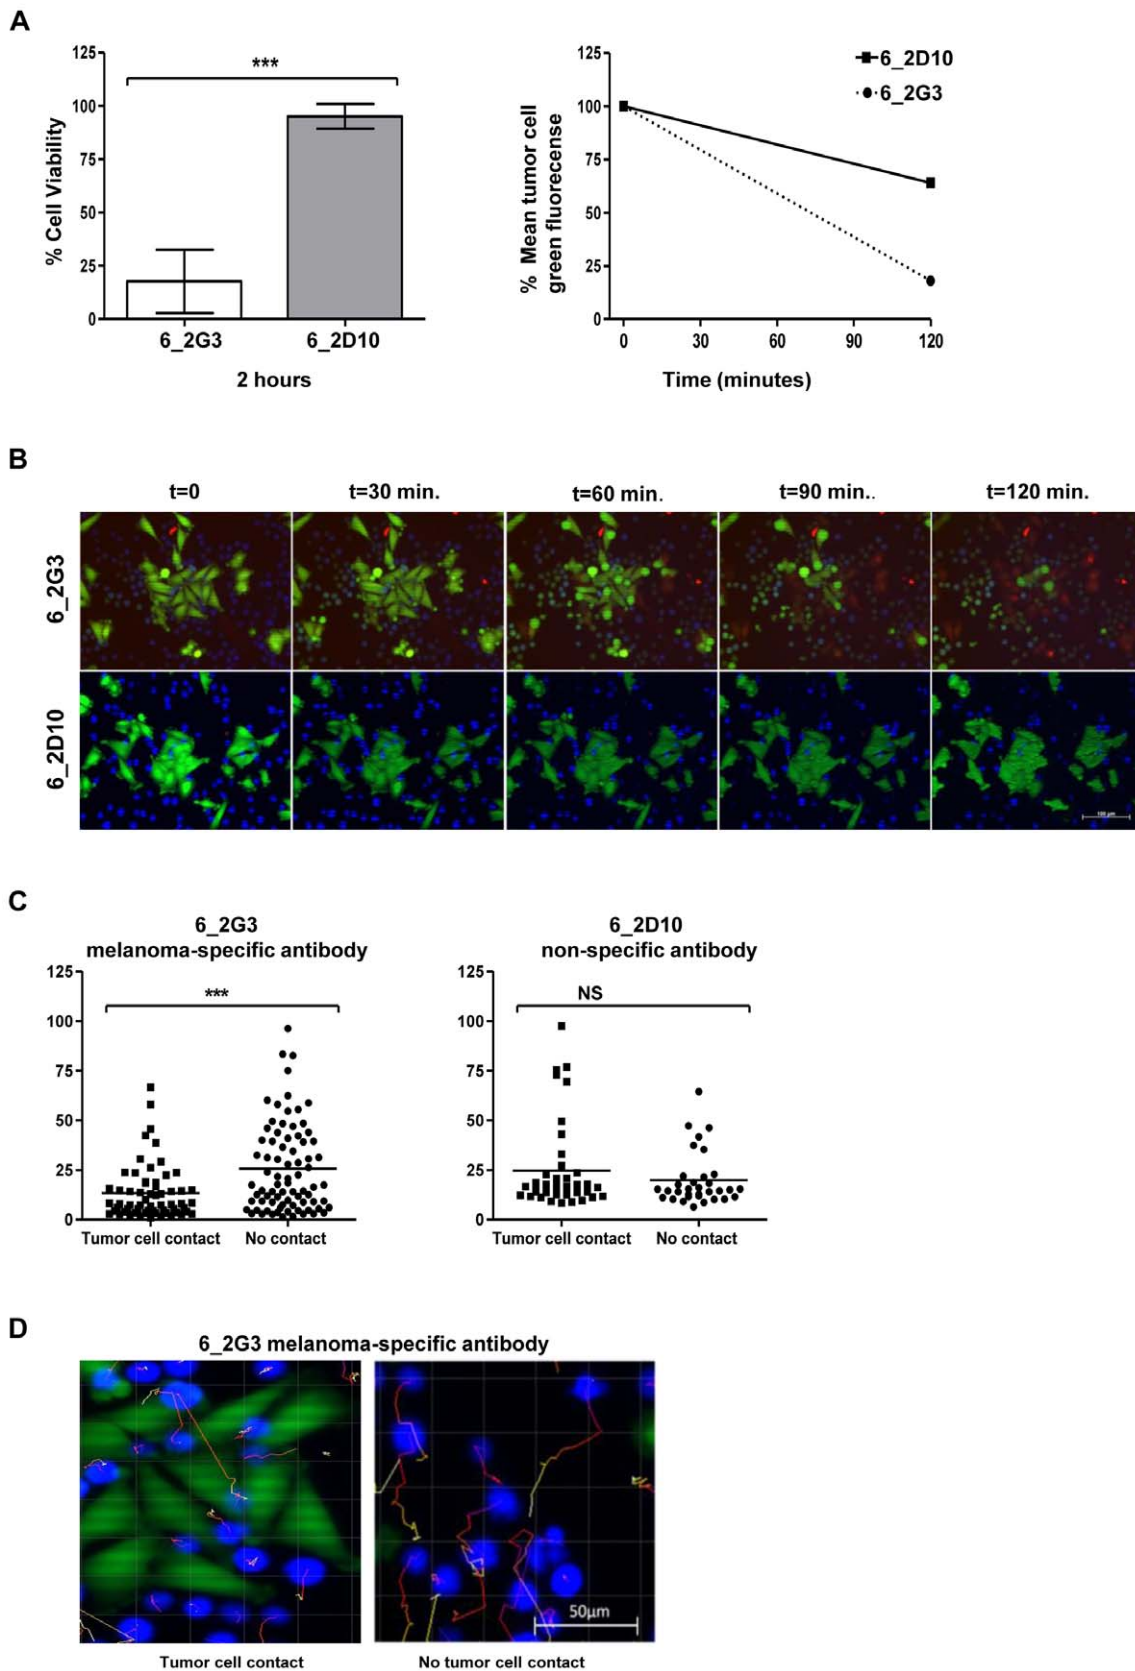 A
125
100
75
50
25
0
% Cell Viability
***
6_2G3
6_2D10
2 hours
125
100
75
50
25
0
% Mean tumor cell
green fluorecense
6_2D10
6_2G3
0
30
60
90
120
Time (minutes)
B
t=0
t=30 min.
t=60 min.
t=90 min..
t=120 min.
6_2G3
6_2D10
100 µm
C
6_2G3
melanoma-specific antibody
125
100
75
50
25
0
***
Tumor cell contact
No contact
6_2D10
non-specific antibody
125
100
75
50
25
0
NS
Tumor cell contact
No contact
D
6_2G3 melanoma-specific antibody
50µm
Tumor cell contact
No tumor cell contact